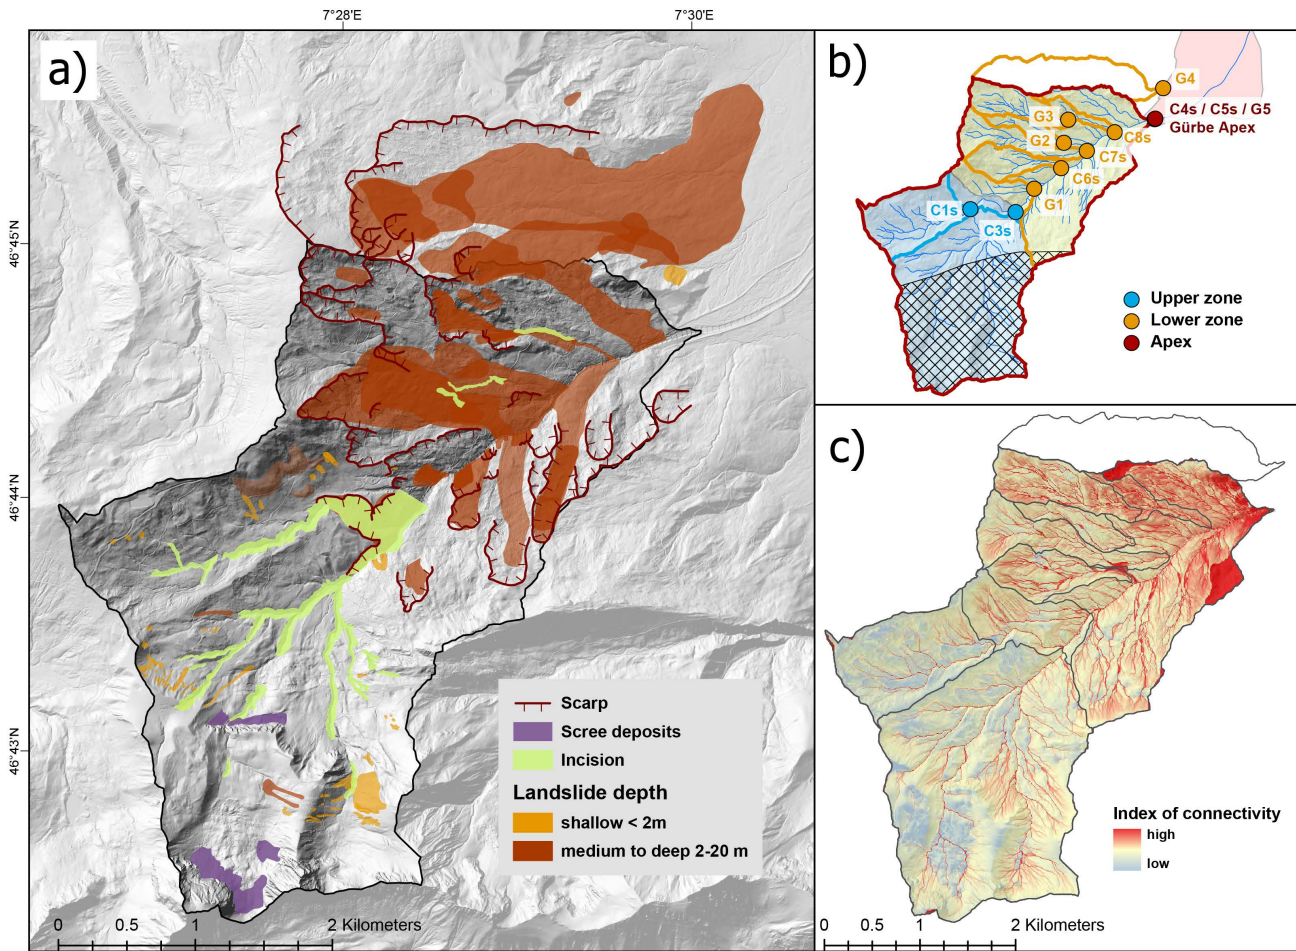 7°28'E
7°30'E
a)
46°45'N
46°44'N
46°43'N
Scarp
Scree deposits
Incision
Landslide depth
shallow < 2m
medium to deep 2-20 m
0 0.5 1 2 Kilometers
b)
G4
C4s / C5s / G5
Gürbe Apex
G3
C8s
G2
C7s
C6s
G1
C1s
C3s
Upper zone
Lower zone
Apex
c)
Index of connectivity
high
low
0 0.5 1 2 Kilometers